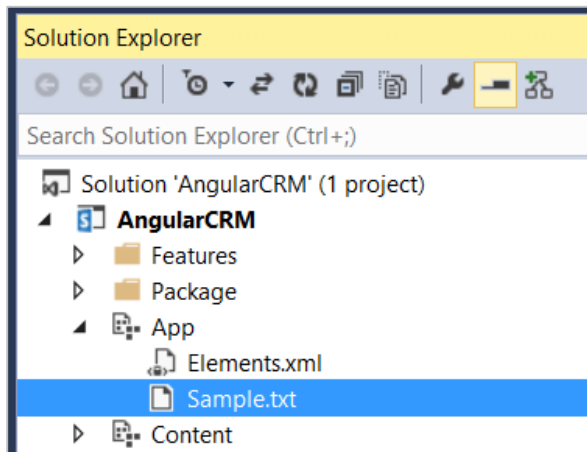 Solution Explorer
Search Solution Explorer (Ctrl+;)
Solution 'AngularCRM' (1 project)
AngularCRM
Features
Package
App
Elements.xml
Sample.txt
Content